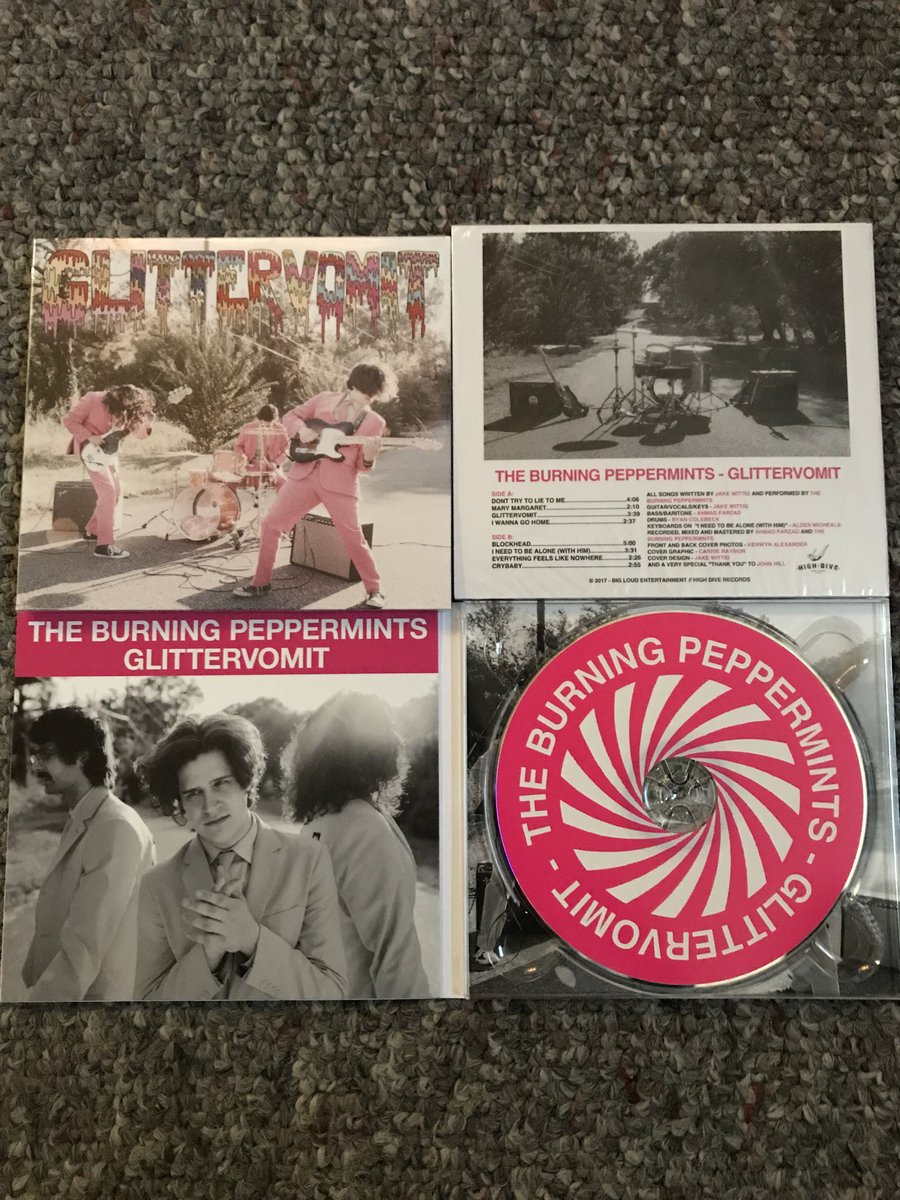 GLITTERVOMIT
THE BURNING PEPPERMINTS - GLITTERVOMIT
SIDE A:
DONT TRY TO LIE TO ME 4:06
MARY MARGARET 2:10
GLITTERVOMIT 3:39
I WANNA GO HOME 2:37
SIDE B:
BLOCKHEAD 5:00
I NEED TO BE ALONE (WITH HIM) 3:31
EVERYTHING FEELS LIKE NOWHERE 2:26
CRYBABY 2:55
ALL SONGS WRITTEN BY JAKE WITTIG AND PERFORMED BY THE
BURNING PEPPERMINTS
GUITAR/VOCALS/KEYS - JAKE WITTIG
BASS/BARITONE - AHMAD FARZAD
DRUMS - RYAN COLEBECK
KEYBOARDS ON "I NEED TO BE ALONE (WITH HIM)" - ALDEN MICHEALS
RECORDED, MIXED AND MASTERED BY AHMAD FARZAD AND THE
BURNING PEPPERMINTS
FRONT AND BACK COVER PHOTOS - KENWYN ALEXANDER
COVER GRAPHIC - CARRIE RAYMON
COVER DESIGN - JAKE WITTIG
AND A VERY SPECIAL "THANK YOU" TO JOHN HILL
HIGH-DIVE
© 2017 - BIG LOUD ENTERTAINMENT // HIGH DIVE RECORDS
THE BURNING PEPPERMINTS
GLITTERVOMIT
THE BURNING PEPPERMINTS - GLITTERVOMIT -